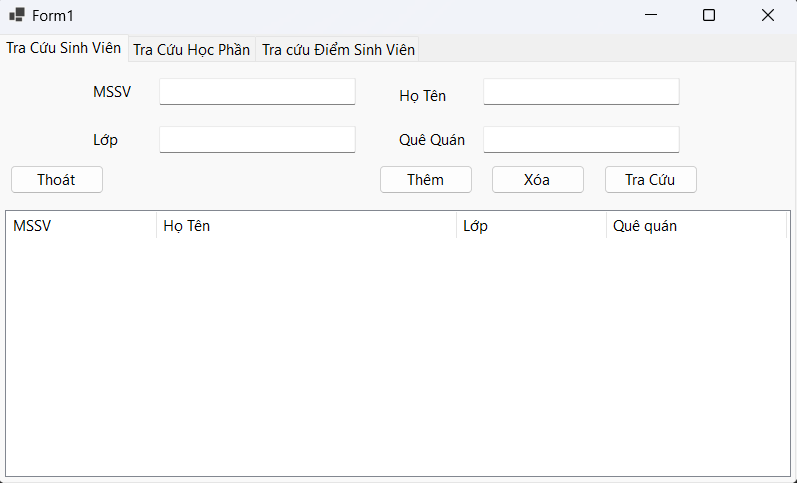 Form1
Tra Cứu Sinh Viên Tra Cứu Học Phần Tra cứu Điểm Sinh Viên
MSSV Họ Tên
Lớp Quê Quán
Thoát Thêm Xóa Tra Cứu
MSSV Họ Tên Lớp Quê quán